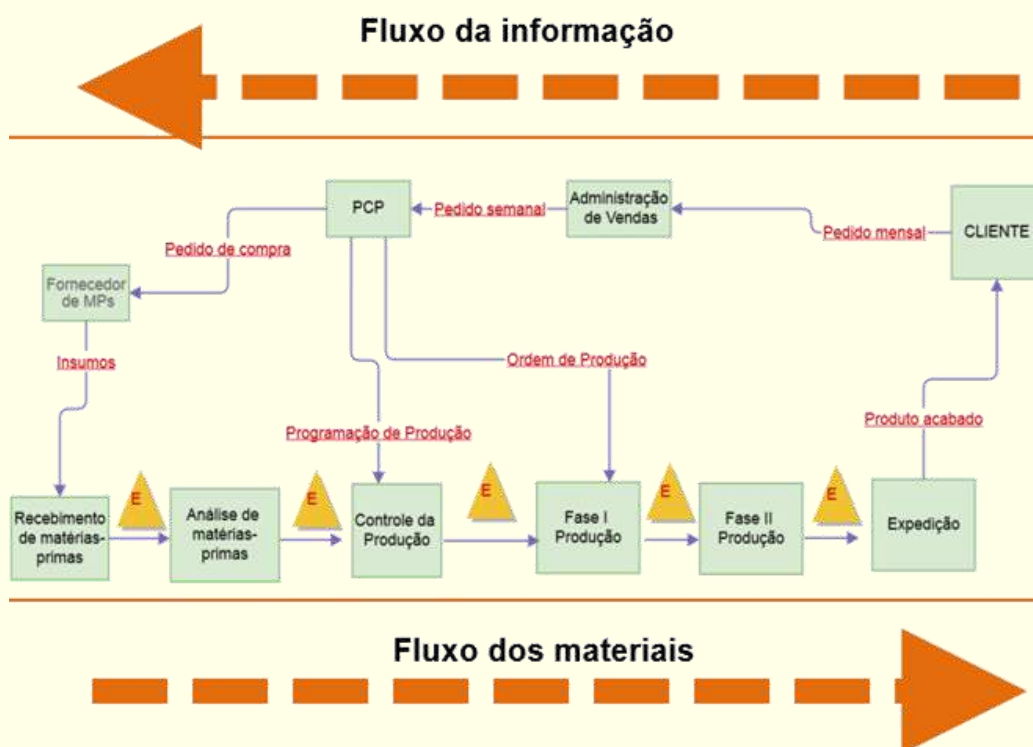 Fluxo da informação
PCP
Pedido semanal
Administração
de Vendas
Pedido mensal
CLIENTE
Pedido de compra
Fornecedor
de MPs
Insumos
Ordem de Produção
Programação de Produção
Produto acabado
Recebimento
de matérias-
primas
E
Análise de
matérias-
primas
E
Controle da
Produção
E
Fase I
Produção
E
Fase II
Produção
E
Expedição
Fluxo dos materiais